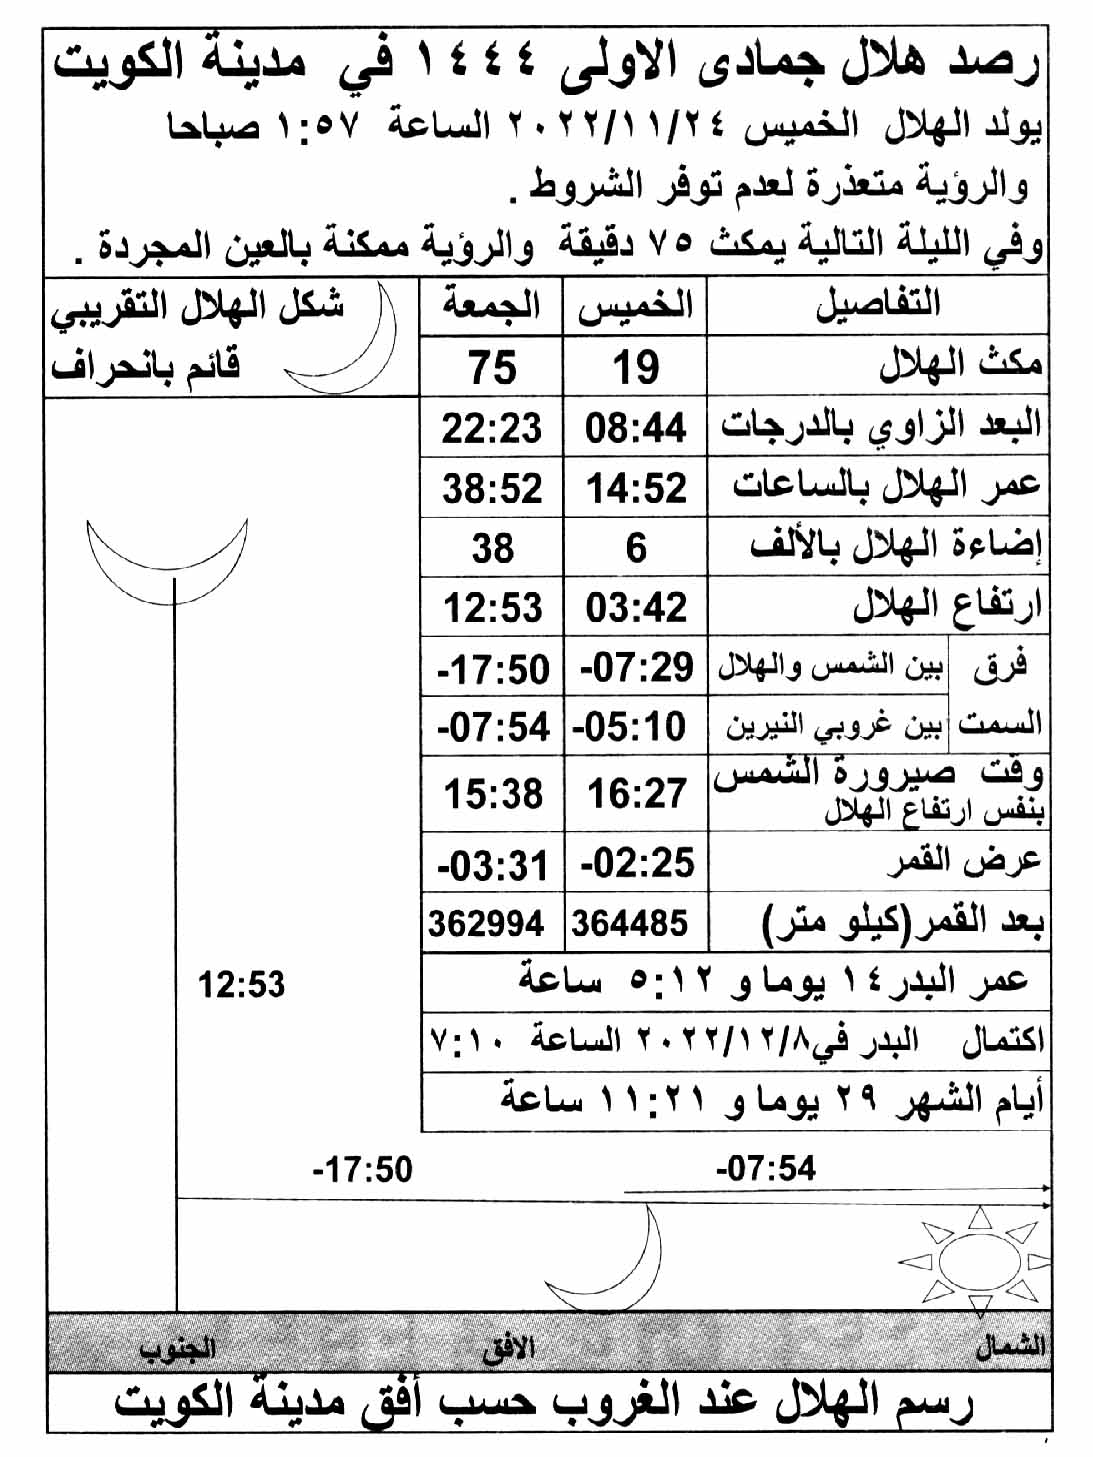 رصد هلال جمادى الاولى ١٤٤٤ في مدينة الكويت
يولد الهلال الخميس ٢٠٢٢/١١/٢٤ الساعة ١:٥٧ صباحا
والرؤية متعذرة لعدم توفر الشروط .
وفي الليلة التالية يمكث ٧٥ دقيقة والرؤية ممكنة بالعين المجردة .
التفاصيل الخميس الجمعة
شكل الهلال التقريبي
قائم بانحراف
مكث الهلال 19 75
البعد الزاوي بالدرجات 08:44 22:23
عمر الهلال بالساعات 14:52 38:52
إضاءة الهلال بالألف 6 38
ارتفاع الهلال 03:42 12:53
فرق بين الشمس والهلال -07:29 -17:50
السمت بين غروبي النيرين -05:10 -07:54
وقت صيرورة الشمس
بنفس ارتفاع الهلال 16:27 15:38
عرض القمر -02:25 -03:31
بعد القمر(كيلو متر) 364485 362994
عمر البدر ١٤ يوما و ٥:١٢ ساعة
12:53
اكتمال البدر في ٢٠٢٢/١٢/٨ الساعة ٧:١٠
أيام الشهر ٢٩ يوما و ١١:٢١ ساعة
-07:54 -17:50
الشمال الافق الجنوب
رسم الهلال عند الغروب حسب أفق مدينة الكويت